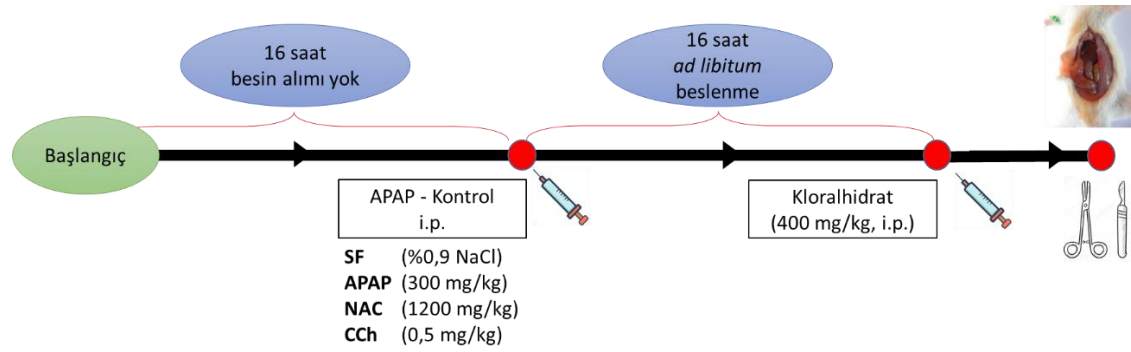 16 saat
besin alımı yok
16 saat
ad libitum
beslenme
Başlangıç
APAP - Kontrol
i.p.
Kloralhidrat
(400 mg/kg, i.p.)
SF (%0,9 NaCl)
APAP (300 mg/kg)
NAC (1200 mg/kg)
CCh (0,5 mg/kg)